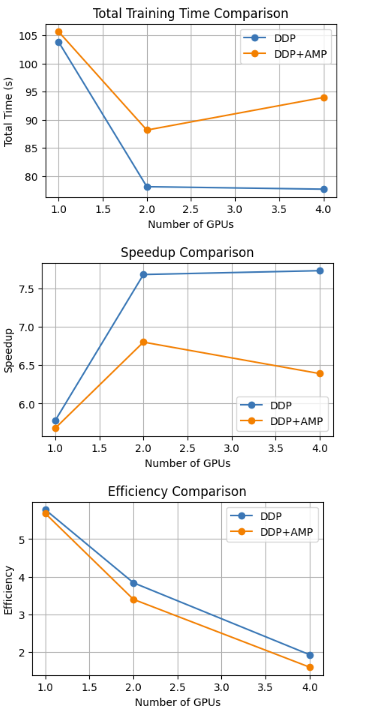 Total Training Time Comparison
DDP
DDP+AMP
Total Time (s)
105
100
95
90
85
80
1.0 1.5 2.0 2.5 3.0 3.5 4.0
Number of GPUs
Speedup Comparison
Speedup
7.5
7.0
6.5
6.0
DDP
DDP+AMP
1.0 1.5 2.0 2.5 3.0 3.5 4.0
Number of GPUs
Efficiency Comparison
DDP
DDP+AMP
Efficiency
5
4
3
2
1.0 1.5 2.0 2.5 3.0 3.5 4.0
Number of GPUs